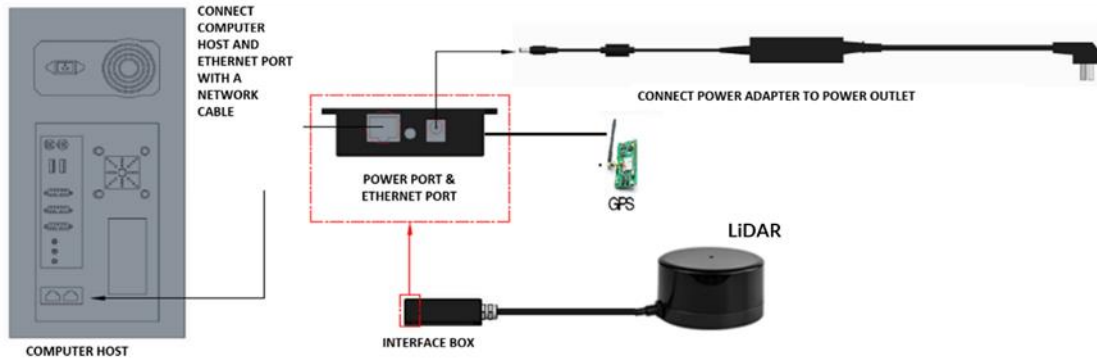 CONNECT
COMPUTER
HOST AND
ETHERNET PORT
WITH A
NETWORK
CABLE
CONNECT POWER ADAPTER TO POWER OUTLET
POWER PORT &
ETHERNET PORT
GPS
LiDAR
INTERFACE BOX
COMPUTER HOST